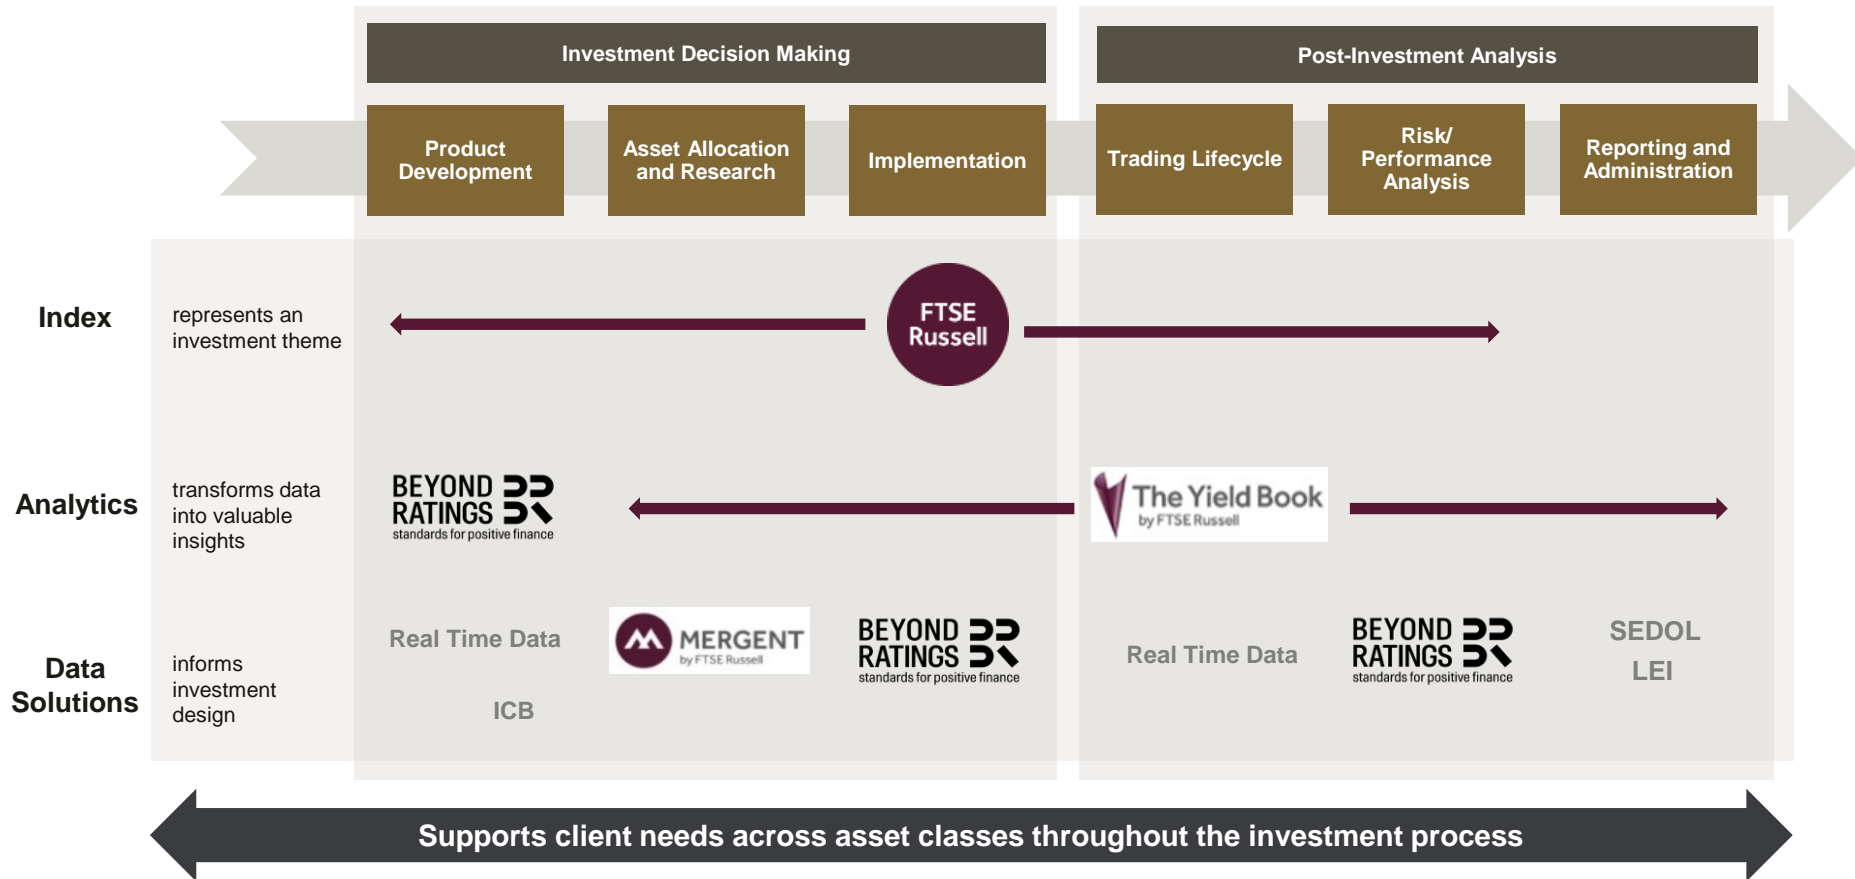 Investment Decision Making
Post-Investment Analysis
Product
Development
Asset Allocation
and Research
Implementation
Trading Lifecycle
Risk/
Performance
Analysis
Reporting and
Administration
Index
represents an
investment theme
FTSE
Russell
Analytics
transforms data
into valuable
insights
BEYOND
RATINGS
standards for positive finance
The Yield Book
by FTSE Russell
Data
Solutions
informs
investment
design
Real Time Data
ICB
MERGENT
by FTSE Russell
BEYOND
RATINGS
standards for positive finance
Real Time Data
BEYOND
RATINGS
standards for positive finance
SEDOL
LEI
Supports client needs across asset classes throughout the investment process